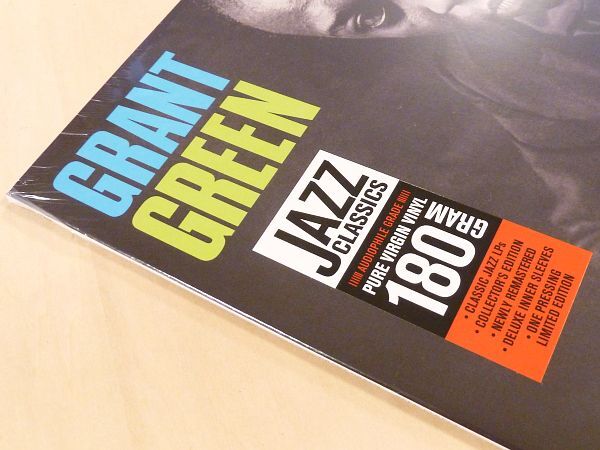 GRANT
GREEN
JAZZ
CLASSICS
AUDIOPHILE GRADE
PURE VIRGIN VINYL
180
GRAM
• CLASSIC JAZZ LPs
• COLLECTOR'S EDITION
• NEWLY REMASTERED
• DELUXE INNER SLEEVES
• ONE PRESSING
LIMITED EDITION